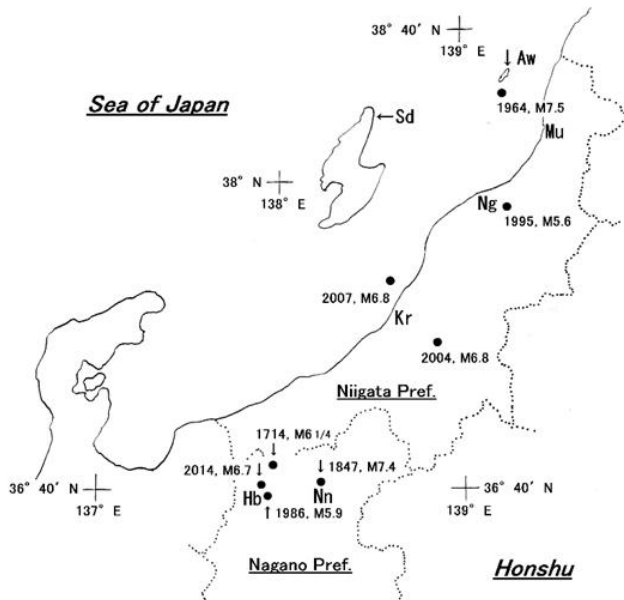 38° 40' N
139° E
Aw
1964, M7.5
Sea of Japan
Sd
Mu
38° N
138° E
Ng
1995, M5.6
2007, M6.8
Kr
2004, M6.8
Niigata Pref.
1714, M6 1/4
2014, M6.7
1847, M7.4
36° 40' N
137° E
Hb
Nn
1986, M5.9
36° 40' N
139° E
Nagano Pref.
Honshu